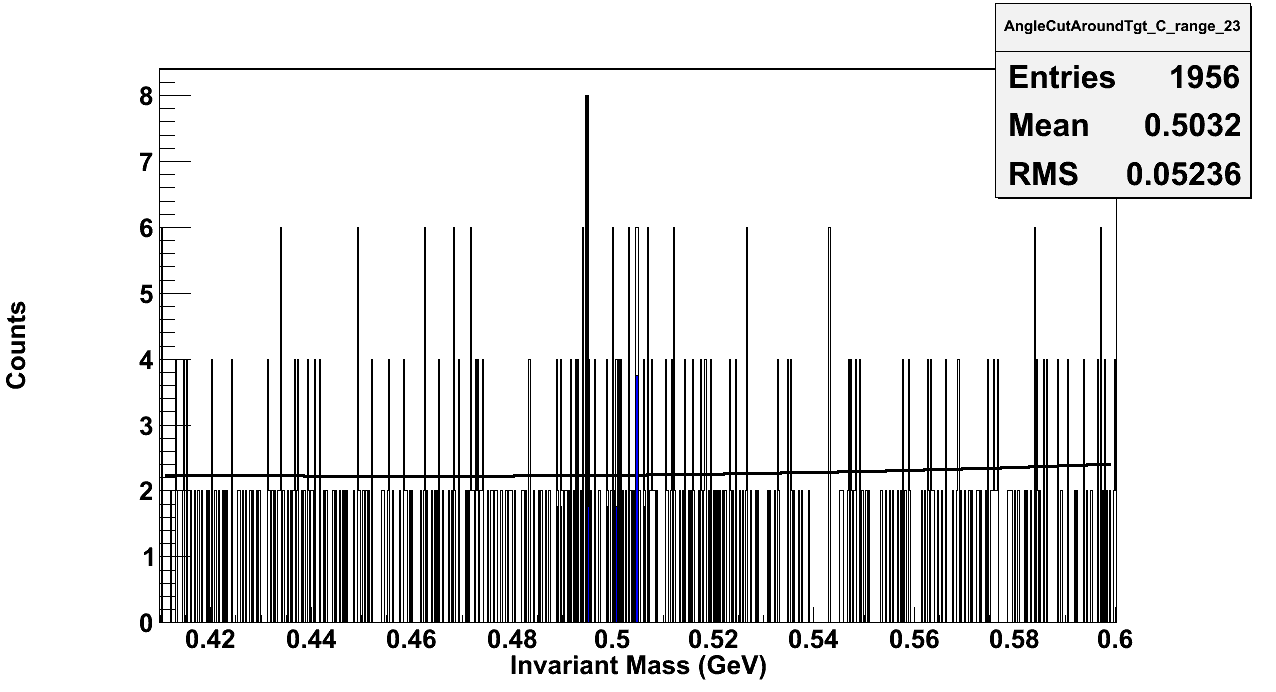 AngleCutAroundTgt_C_range_23
Entries 1956
Mean 0.5032
RMS 0.05236
8
7
6
5
4
3
2
1
0
Counts
0.42 0.44 0.46 0.48 0.5 0.52 0.54 0.56 0.58 0.6
Invariant Mass (GeV)